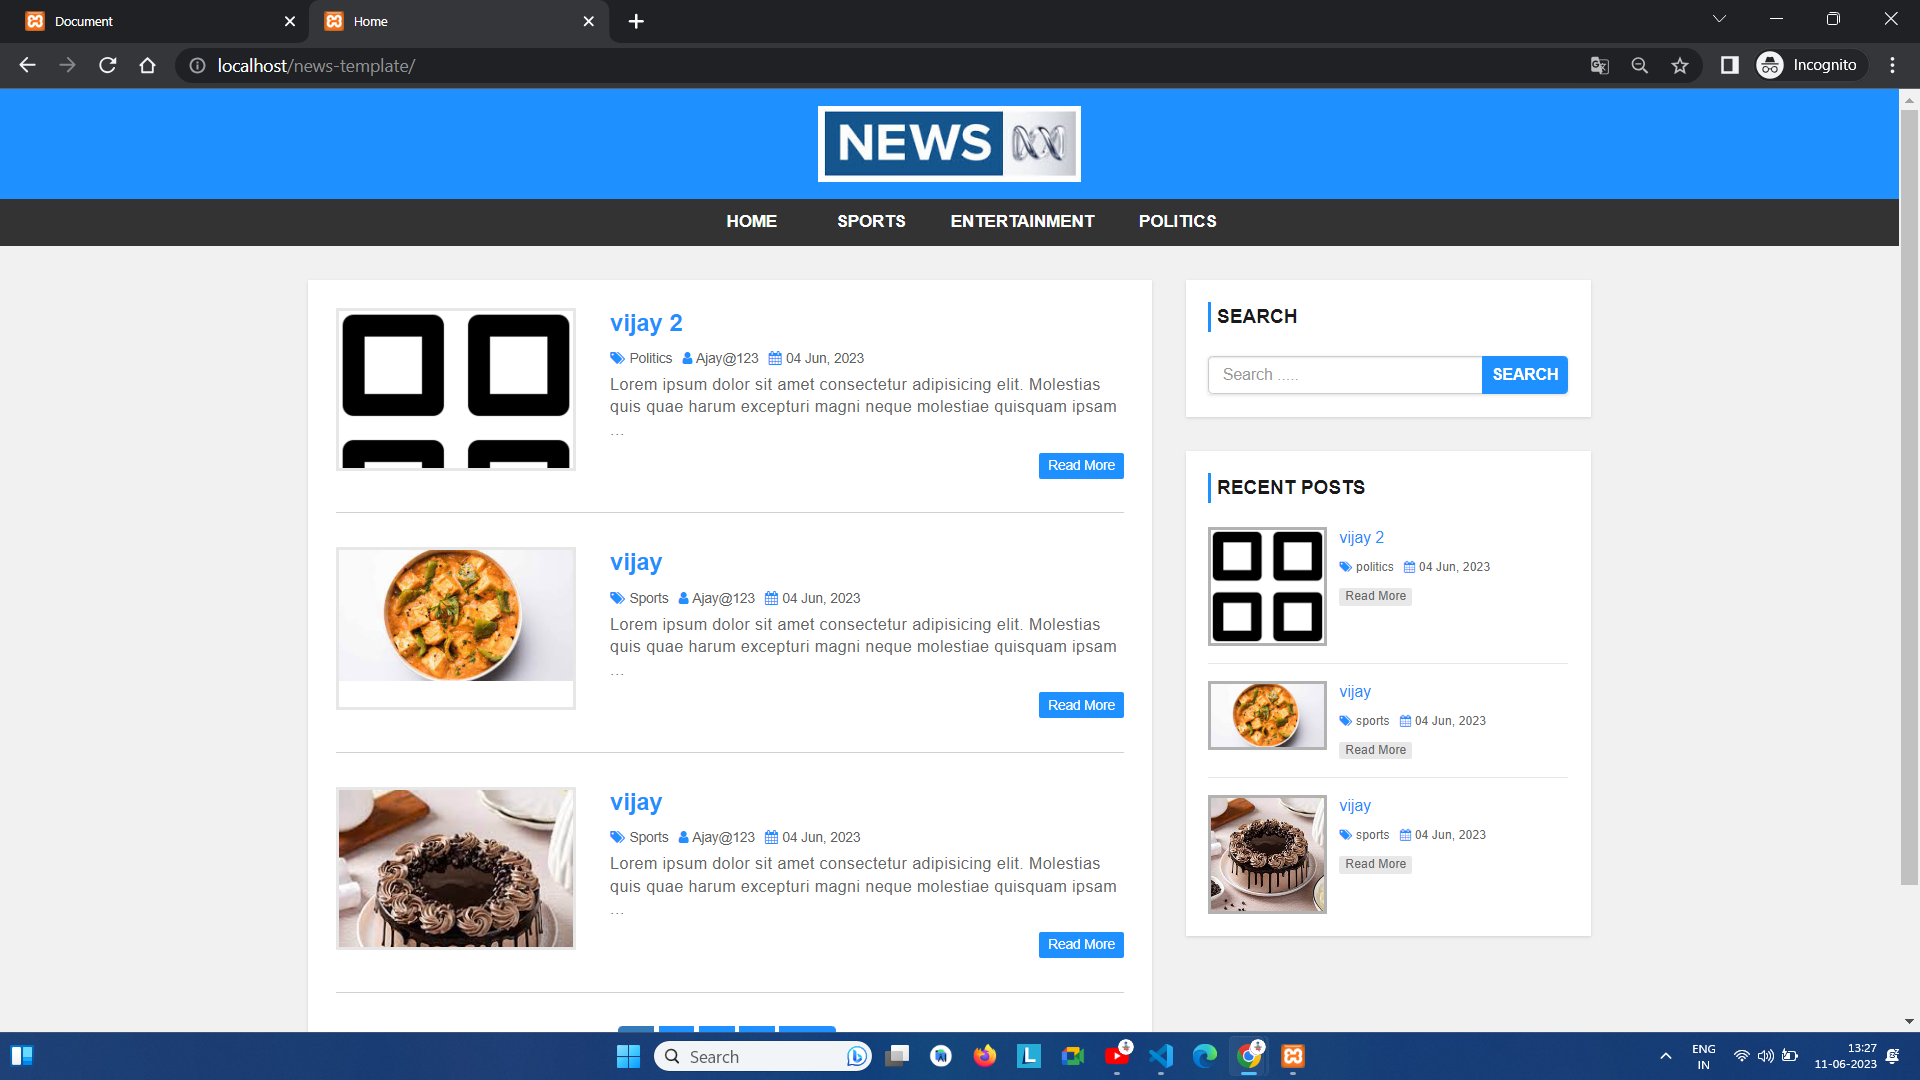 Document
Home
localhost/news-template/
Incognito
NEWS
HOME SPORTS ENTERTAINMENT POLITICS
vijay 2
Politics Ajay@123 04 Jun, 2023
Lorem ipsum dolor sit amet consectetur adipisicing elit. Molestias
quis quae harum excepturi magni neque molestiae quisquam ipsam
...
Read More
vijay
Sports Ajay@123 04 Jun, 2023
Lorem ipsum dolor sit amet consectetur adipisicing elit. Molestias
quis quae harum excepturi magni neque molestiae quisquam ipsam
...
Read More
vijay
Sports Ajay@123 04 Jun, 2023
Lorem ipsum dolor sit amet consectetur adipisicing elit. Molestias
quis quae harum excepturi magni neque molestiae quisquam ipsam
...
Read More
SEARCH
Search .....
SEARCH
RECENT POSTS
vijay 2
politics 04 Jun, 2023
Read More
vijay
sports 04 Jun, 2023
Read More
vijay
sports 04 Jun, 2023
Read More
Search
ENG
IN
13:27
11-06-2023